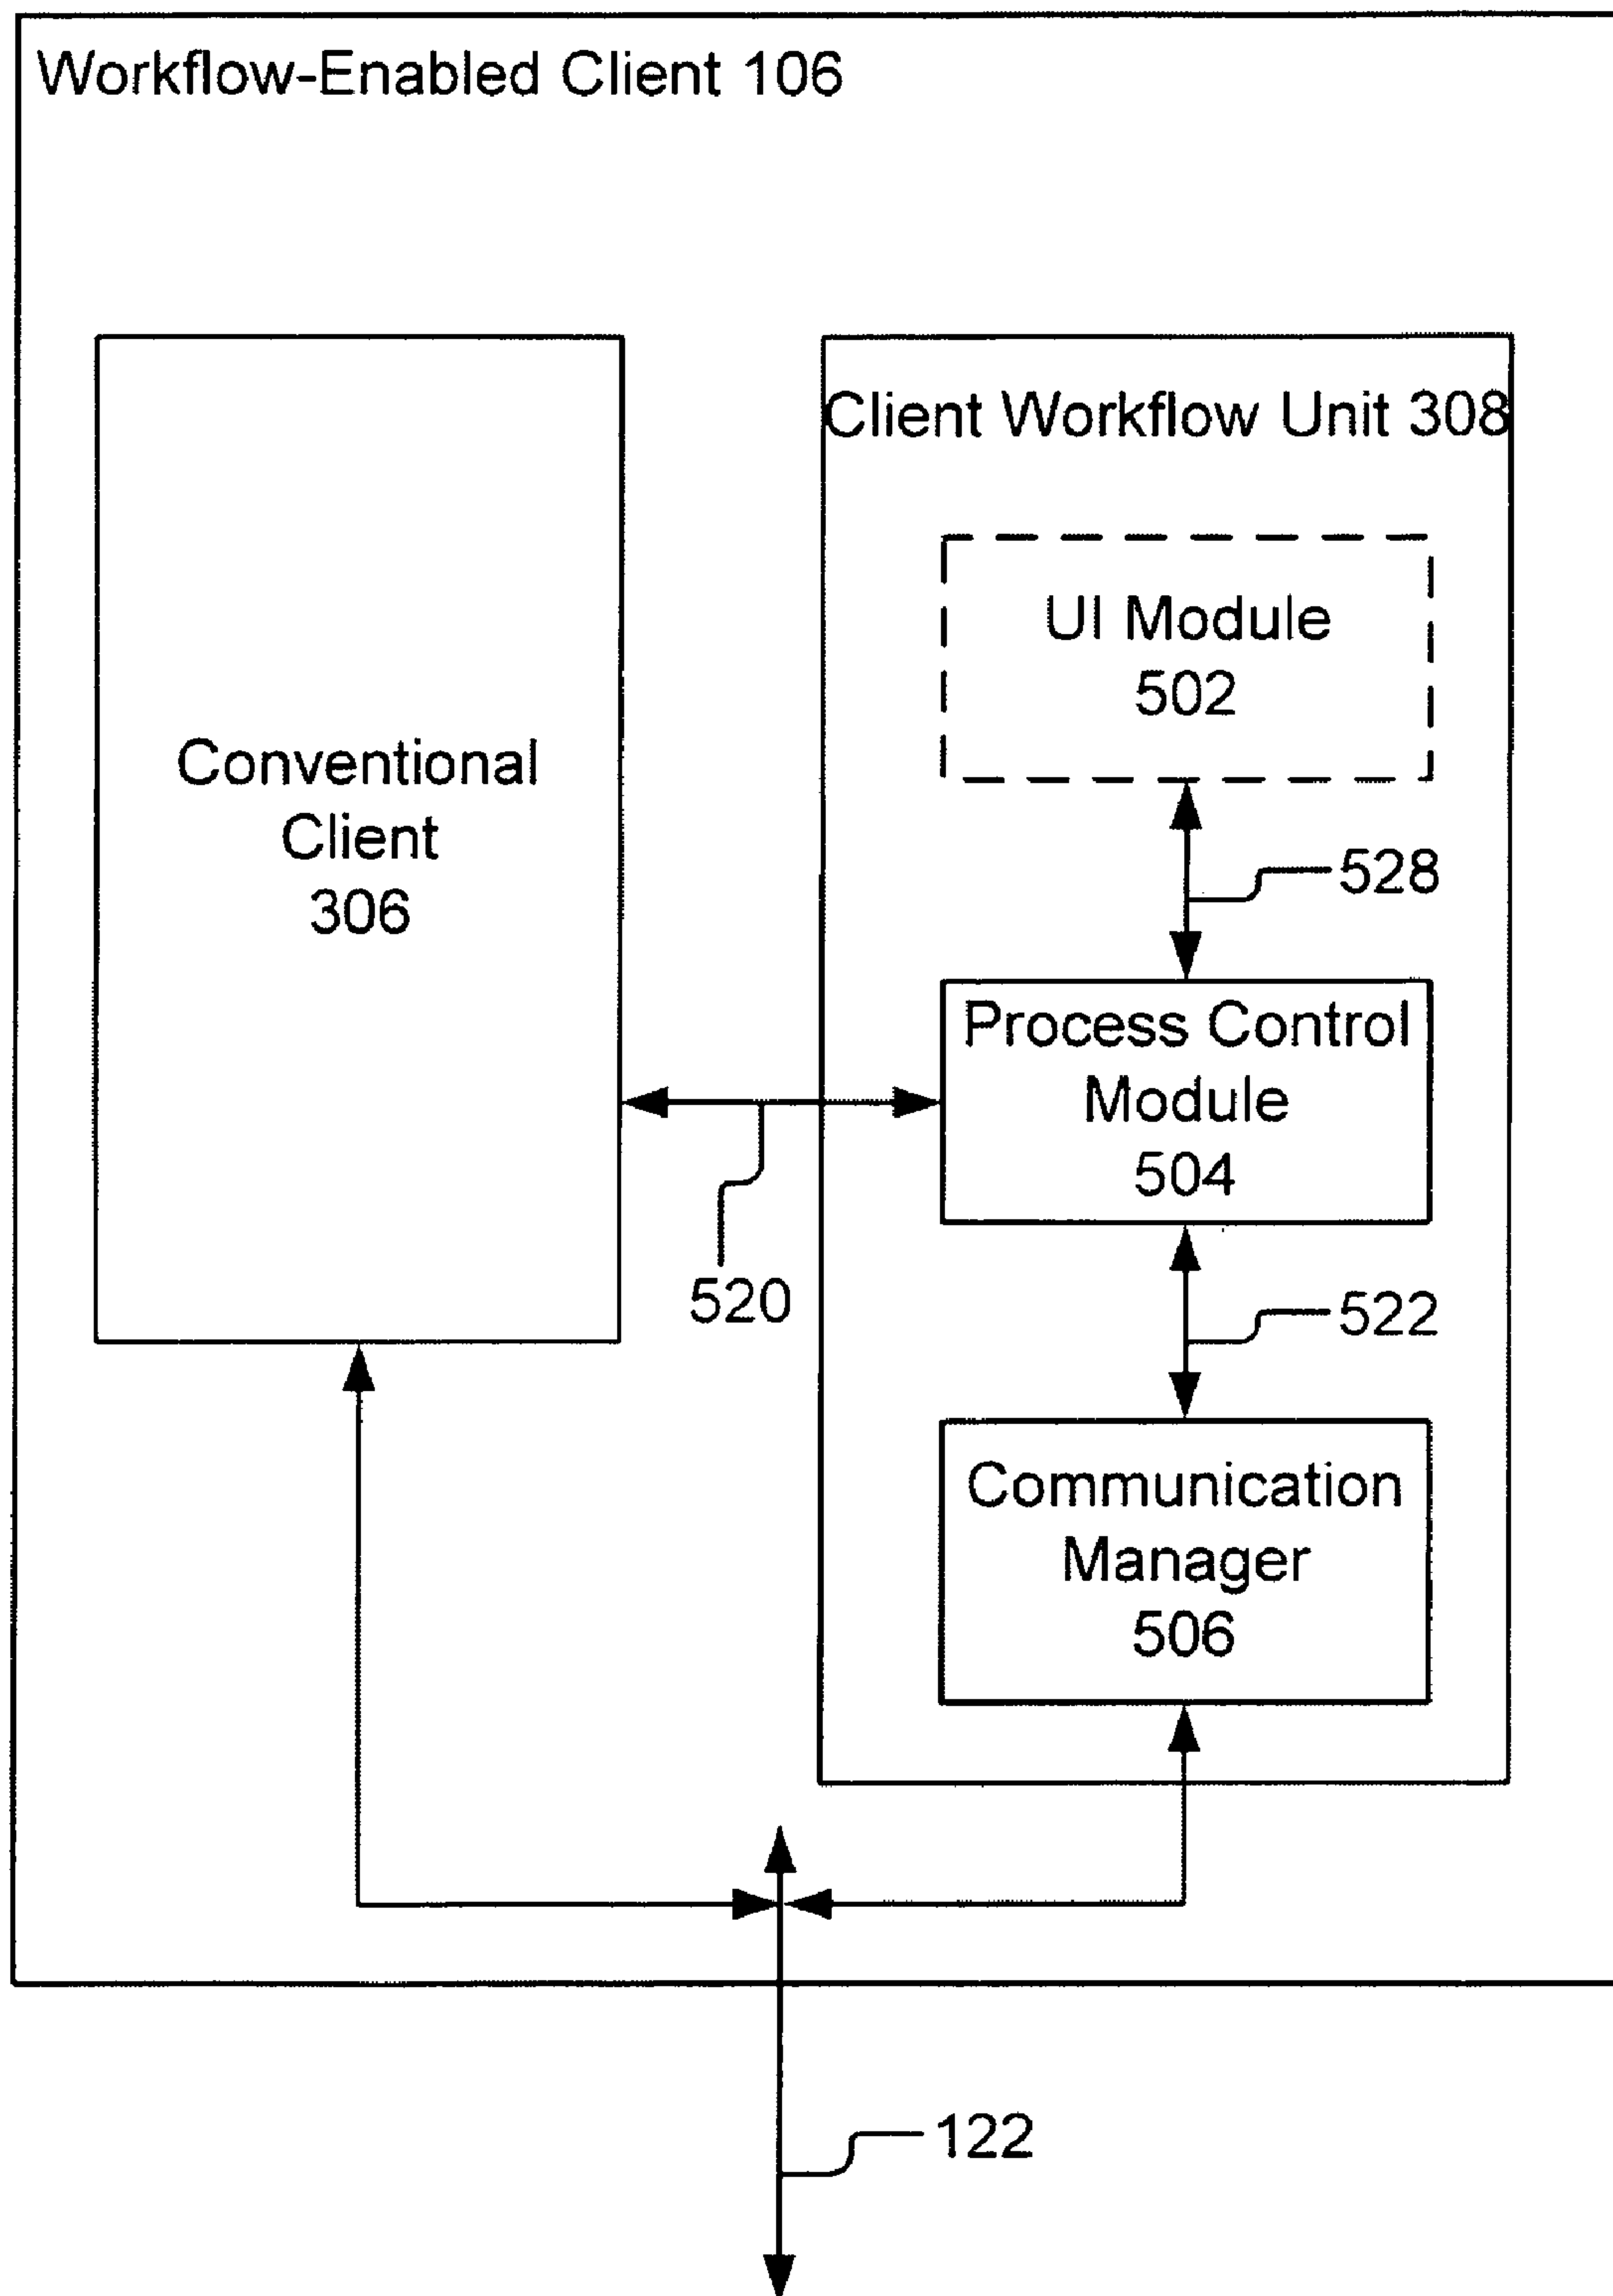 Workflow-Enabled Client 106
Conventional
Client
306
Client Workflow Unit 308
UI Module
502
528
Process Control
Module
504
520
522
Communication
Manager
506
122